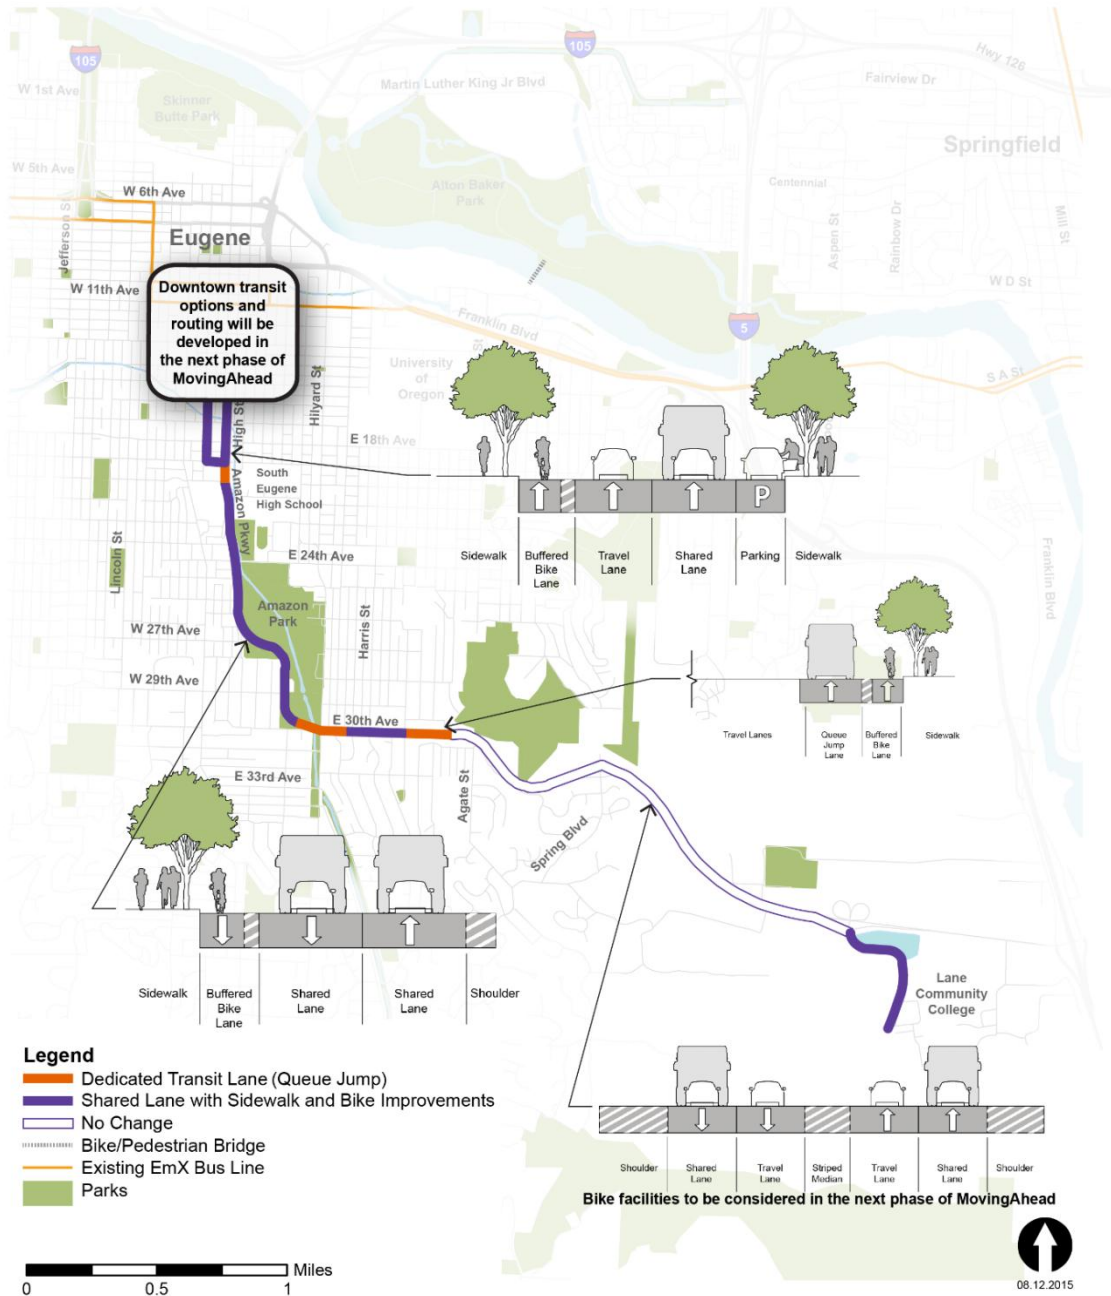 105
105
Hwy 126
W 1st Ave
Skinner
Butte Park
Martin Luther King Jr Blvd
Fairview Dr
Springfield
W 5th Ave
W 6th Ave
Alton Baker
Park
Centennial
Jefferson St
Eugene
Aspen St
Rainbow Dr
Mill St
W 11th Ave
W D St
Downtown transit
options and
routing will be
developed in
the next phase of
MovingAhead
Franklin Blvd
5
University
of
Oregon
S A St
High St
Hilyard St
E 18th Ave
South
Eugene
High School
Amazon Pkwy
P
Sidewalk
Buffered
Bike
Lane
Travel
Lane
Shared
Lane
Parking
Sidewalk
Lincoln St
E 24th Ave
Franklin Blvd
Amazon
Park
Harris St
W 27th Ave
W 29th Ave
E 30th Ave
Travel Lanes
Queue
Jump
Lane
Buffered
Bike
Lane
Sidewalk
E 33rd Ave
Agate St
Spring Blvd
Sidewalk
Buffered
Bike
Lane
Shared
Lane
Shared
Lane
Shoulder
Lane
Community
College
Legend
Dedicated Transit Lane (Queue Jump)
Shared Lane with Sidewalk and Bike Improvements
No Change
Bike/Pedestrian Bridge
Existing EmX Bus Line
Parks
Shoulder
Shared
Lane
Travel
Lane
Striped
Median
Travel
Lane
Shared
Lane
Shoulder
Bike facilities to be considered in the next phase of MovingAhead
Miles
0
0.5
1
08.12.2015